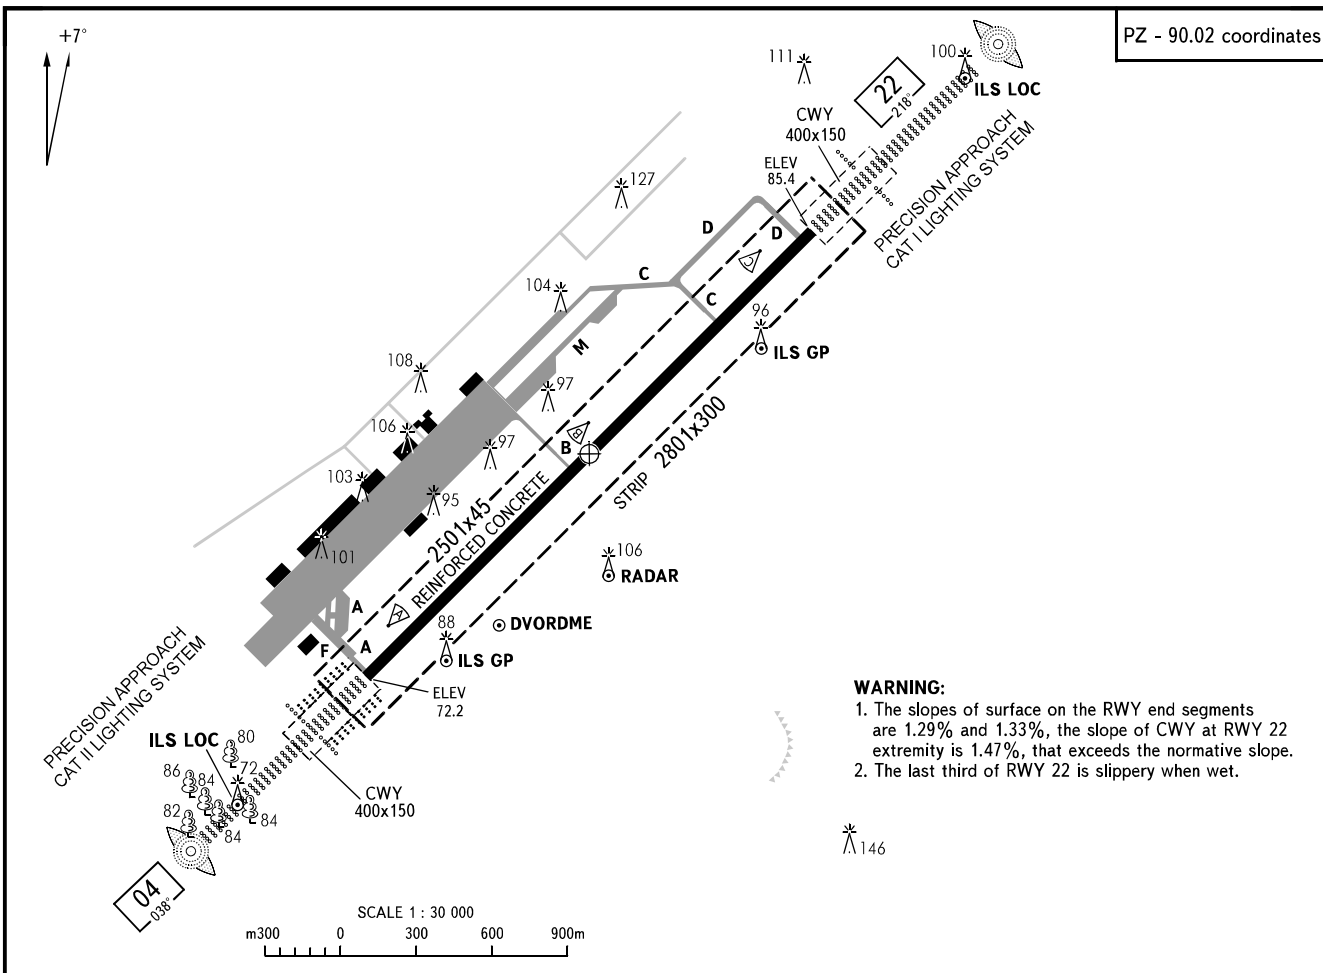 +7°
PZ - 90.02 coordinates
111
100
ILS LOC
22
218°
CWY
400x150
ELEV
85.4
PRECISION APPROACH
CAT I LIGHTING SYSTEM
127
D
D
C
104
C
96
ILS GP
M
108
97
106
B
B
C
97
103
95
2501x45
REINFORCED CONCRETE
STRIP 2801x300
101
106
RADAR
A
A
88
DVORDME
ILS GP
F
A
ELEV
72.2
PRECISION APPROACH
CAT II LIGHTING SYSTEM
ILS LOC
80
86
84
72
82
84
84
CWY
400x150
04
038°
WARNING:
1. The slopes of surface on the RWY end segments
are 1.29% and 1.33%, the slope of CWY at RWY 22
extremity is 1.47%, that exceeds the normative slope.
2. The last third of RWY 22 is slippery when wet.
146
SCALE 1 : 30 000
m300 0 300 600 900m